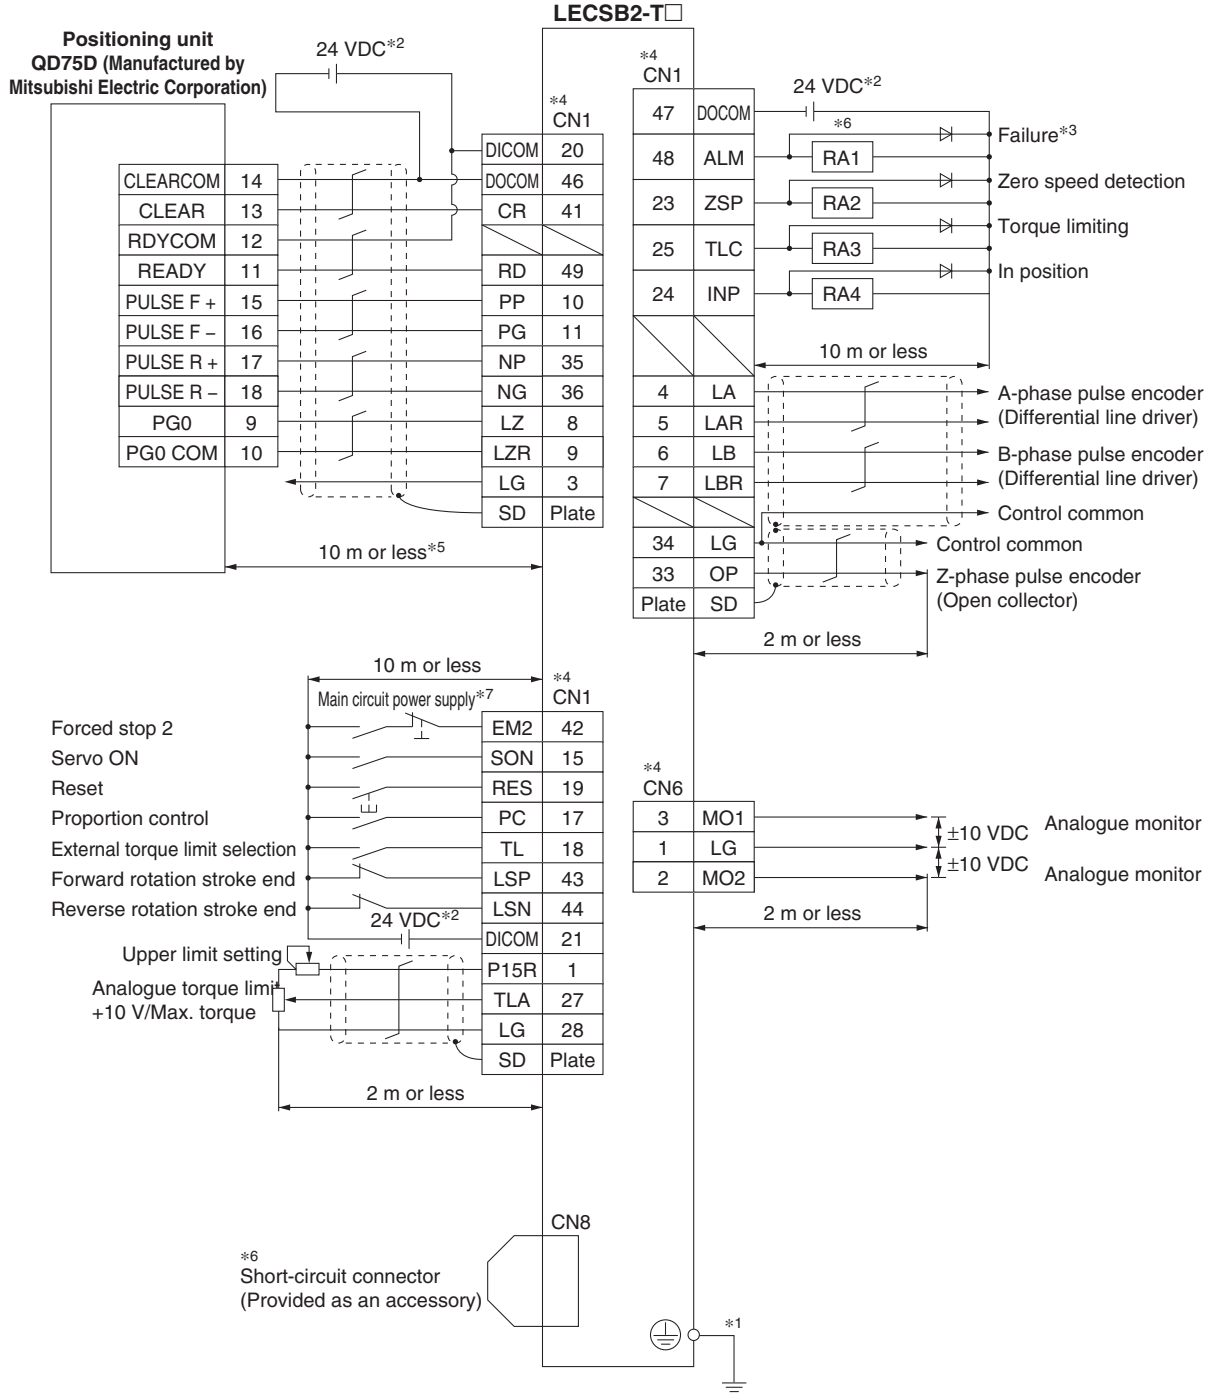 LECSB2-T□
Positioning unit
QD75D (Manufactured by
Mitsubishi Electric Corporation)
24 VDC*2
*4
CN1
DICOM 20
CLEARCOM 14 DOCOM 46
CLEAR 13 CR 41
RDYCOM 12
READY 11 RD 49
PULSE F + 15 PP 10
PULSE F − 16 PG 11
PULSE R + 17 NP 35
PULSE R − 18 NG 36
PG0 9 LZ 8
PG0 COM 10 LZR 9
LG 3
SD Plate
10 m or less*5
*4
CN1
24 VDC*2
47 DOCOM
*6
Failure*3
48 ALM RA1
Zero speed detection
23 ZSP RA2
Torque limiting
25 TLC RA3
In position
24 INP RA4
10 m or less
4 LA A-phase pulse encoder
5 LAR (Differential line driver)
6 LB B-phase pulse encoder
7 LBR (Differential line driver)
Control common
34 LG Control common
33 OP Z-phase pulse encoder
(Open collector)
Plate SD
2 m or less
10 m or less
*4
CN1
Main circuit power supply*7
Forced stop 2 EM2 42
Servo ON SON 15
Reset RES 19
Proportion control PC 17
External torque limit selection TL 18
Forward rotation stroke end LSP 43
Reverse rotation stroke end LSN 44
24 VDC*2
DICOM 21
Upper limit setting P15R 1
Analogue torque limit
+10 V/Max. torque
TLA 27
LG 28
SD Plate
2 m or less
*4
CN6
3 MO1 Analogue monitor
±10 VDC
1 LG
±10 VDC
2 MO2 Analogue monitor
2 m or less
CN8
*6
Short-circuit connector
(Provided as an accessory)
*1